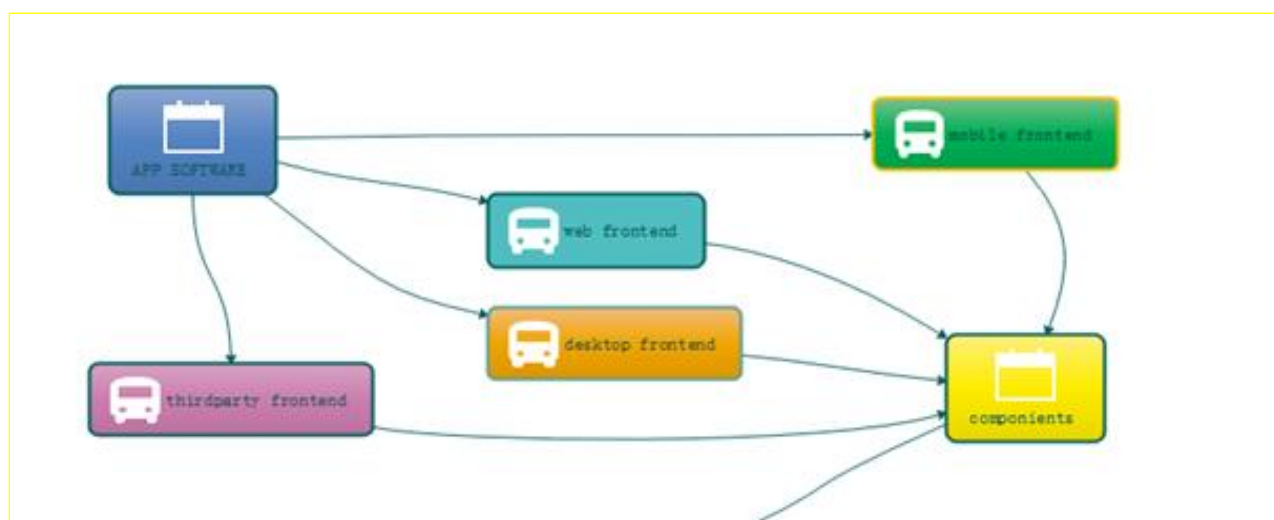 APP SOFTWARE
mobile frontend
web frontend
desktop frontend
thirdparty frontend
componients